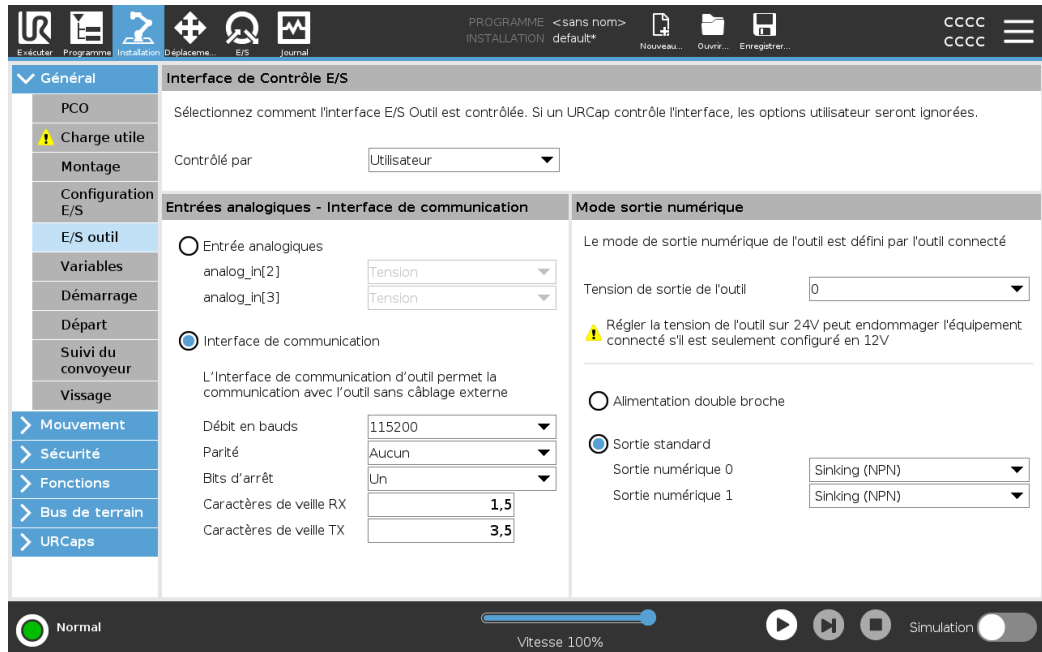 PROGRAMME <sans nom>
INSTALLATION default*
CCCC
CCCC
Exécuter Programme Installation Déplaceme... E/S Journal Nouveau... Ouvrir... Enregistrer...
Général
PCO
Charge utile
Montage
Configuration
E/S
E/S outil
Variables
Démarrage
Départ
Suivi du
convoyeur
Vissage
Mouvement
Sécurité
Fonctions
Bus de terrain
URCaps
Interface de Contrôle E/S
Sélectionnez comment l'interface E/S Outil est contrôlée. Si un URCap contrôle l'interface, les options utilisateur seront ignorées.
Contrôlé par Utilisateur
Entrées analogiques - Interface de communication
Entrée analogiques
analog_in[2] Tension
analog_in[3] Tension
Interface de communication
L'Interface de communication d'outil permet la
communication avec l'outil sans câblage externe
Débit en bauds 115200
Parité Aucun
Bits d'arrêt Un
Caractères de veille RX 1,5
Caractères de veille TX 3,5
Mode sortie numérique
Le mode de sortie numérique de l'outil est défini par l'outil connecté
Tension de sortie de l'outil 0
Régler la tension de l'outil sur 24V peut endommager l'équipement
connecté s'il est seulement configuré en 12V
Alimentation double broche
Sortie standard
Sortie numérique 0 Sinking (NPN)
Sortie numérique 1 Sinking (NPN)
Normal
Vitesse 100%
Simulation